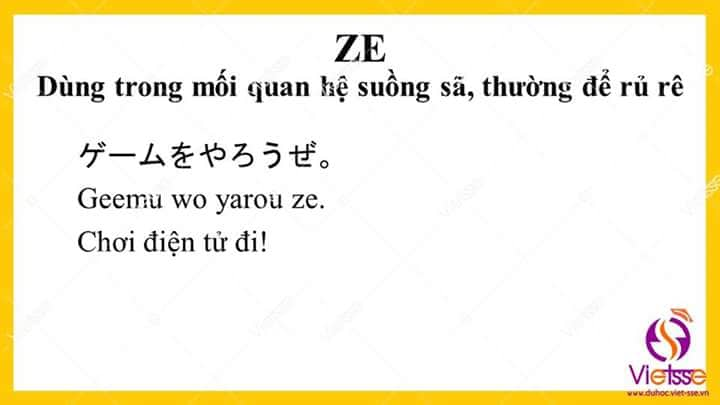 ZE
Dùng trong mối quan hệ suồng sã, thường để rủ rê
ゲームをやろうぜ。
Geemu wo yarou ze.
Chơi điện tử đi!
Vietsse
www.duhoc.viet-sse.vn